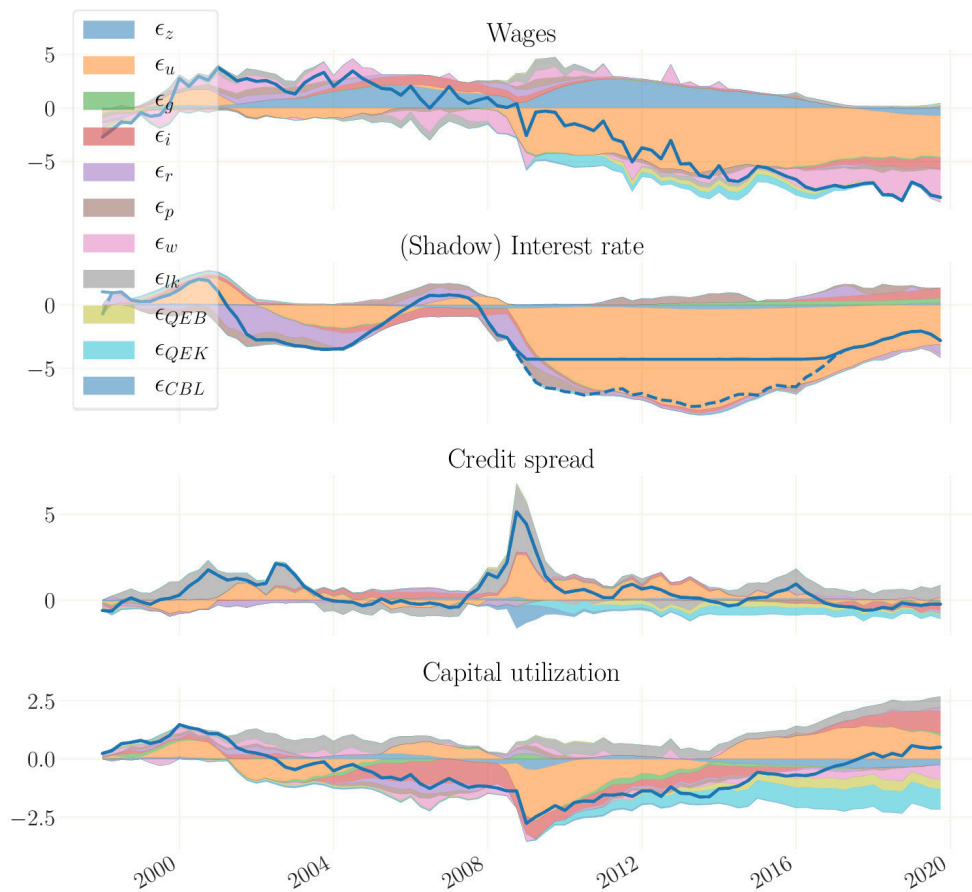 Wages
ϵz
ϵu
ϵg
ϵi
ϵr
ϵp
ϵw
ϵlk
ϵQEB
ϵQEK
ϵCBL
5
0
−5
(Shadow) Interest rate
0
−5
Credit spread
5
0
Capital utilization
2.5
0.0
−2.5
2000
2004
2008
2012
2016
2020